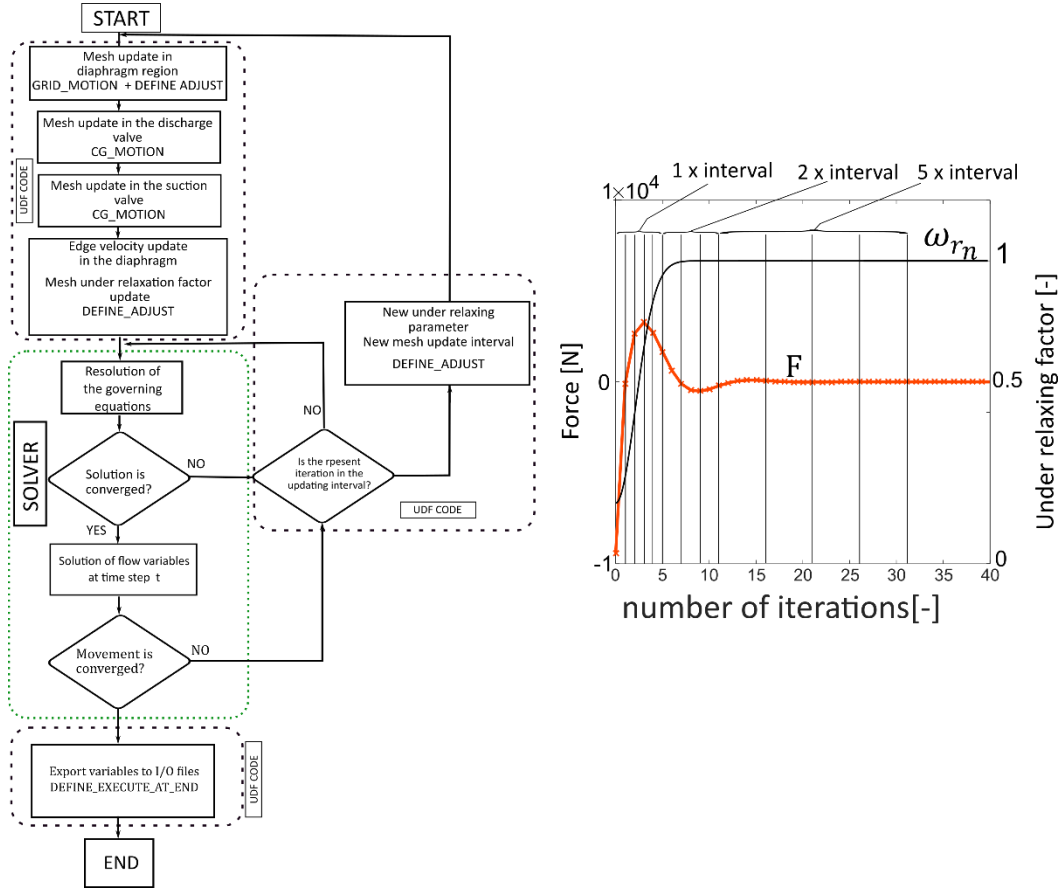 START
Mesh update in
diaphragm region
GRID_MOTION + DEFINE ADJUST
Mesh update in the discharge
valve
CG_MOTION
UDF CODE
Mesh update in the suction
valve
CG_MOTION
Edge velocity update
in the diaphragm
Mesh under relaxation factor
update
DEFINE_ADJUST
New under relaxing
parameter
New mesh update interval
DEFINE_ADJUST
Resolution of
the governing
equations
NO
SOLVER
Solution is
converged?
NO
Is the rpesent
iteration in the
updating interval?
UDF CODE
YES
Solution of flow variables
at time step t
Movement is
converged?
NO
Export variables to I/O files
DEFINE_EXECUTE_AT_END
UDF CODE
END
1 x interval
2 x interval
5 x interval
1×10⁴
ω_{r_n}
1
F
0
0.5
-1
0
0
5
10
15
20
25
30
35
40
Force [N]
Under relaxing factor [-]
number of iterations[-]